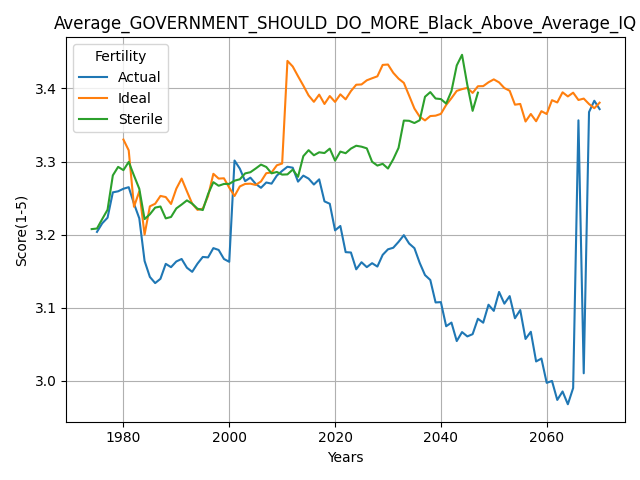 Average_GOVERNMENT_SHOULD_DO_MORE_Black_Above_Average_IQ
Fertility
Actual
Ideal
Sterile
Score(1-5)
3.4
3.3
3.2
3.1
3.0
1980 2000 2020 2040 2060
Years